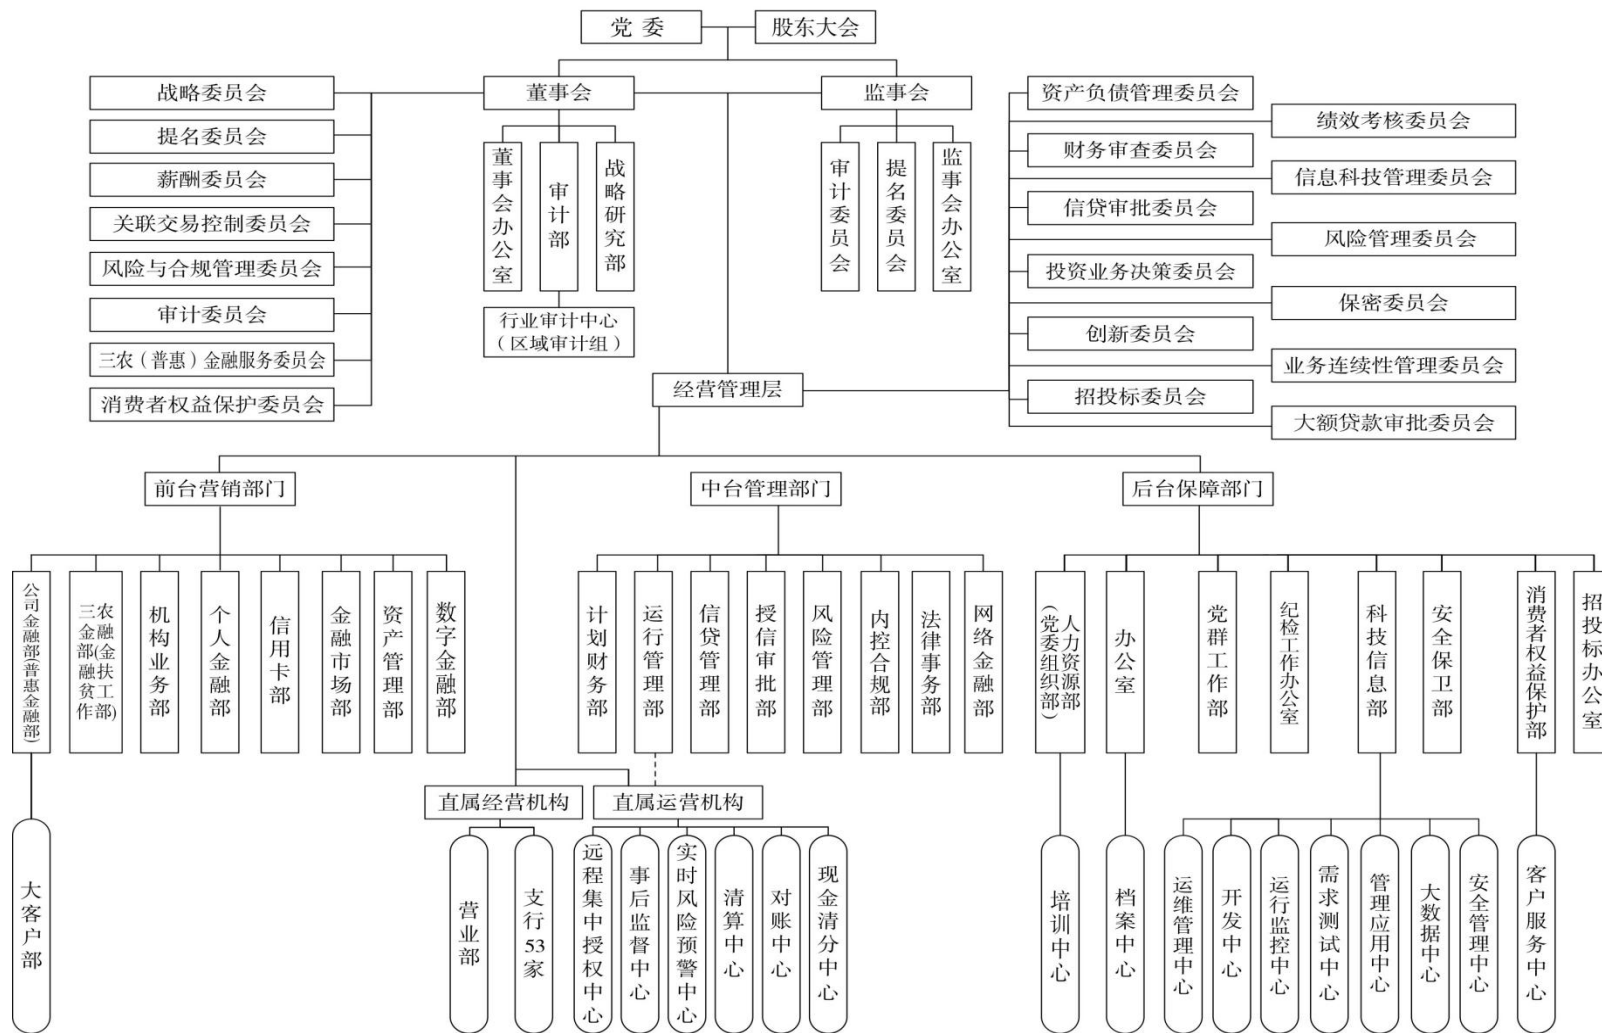 党 委
股东大会
董事会
监事会
战略委员会
提名委员会
薪酬委员会
关联交易控制委员会
风险与合规管理委员会
审计委员会
三农（普惠）金融服务委员会
消费者权益保护委员会
董事会办公室
审计部
战略研究部
行业审计中心
（区域审计组）
审计委员会
提名委员会
监事会办公室
资产负债管理委员会
绩效考核委员会
财务审查委员会
信息科技管理委员会
信贷审批委员会
风险管理委员会
投资业务决策委员会
保密委员会
创新委员会
业务连续性管理委员会
招投标委员会
大额贷款审批委员会
经营管理层
前台营销部门
中台管理部门
后台保障部门
公司金融部(普惠金融部)
三农金融部(金融扶贫工作部)
机构业务部
个人金融部
信用卡部
金融市场部
资产管理部
数字金融部
计划财务部
运行管理部
信贷管理部
授信审批部
风险管理部
内控合规部
法律事务部
网络金融部
人力资源部
(党委组织部)
办公室
党群工作部
纪检工作办公室
科技信息部
安全保卫部
消费者权益保护部
招投标办公室
直属经营机构
直属运营机构
大客户部
营业部
支行53家
远程集中授权中心
事后监督中心
实时风险预警中心
清算中心
对账中心
现金清分中心
培训中心
档案中心
运维管理中心
开发中心
运行监控中心
需求测试中心
管理应用中心
大数据中心
安全管理中心
客户服务中心